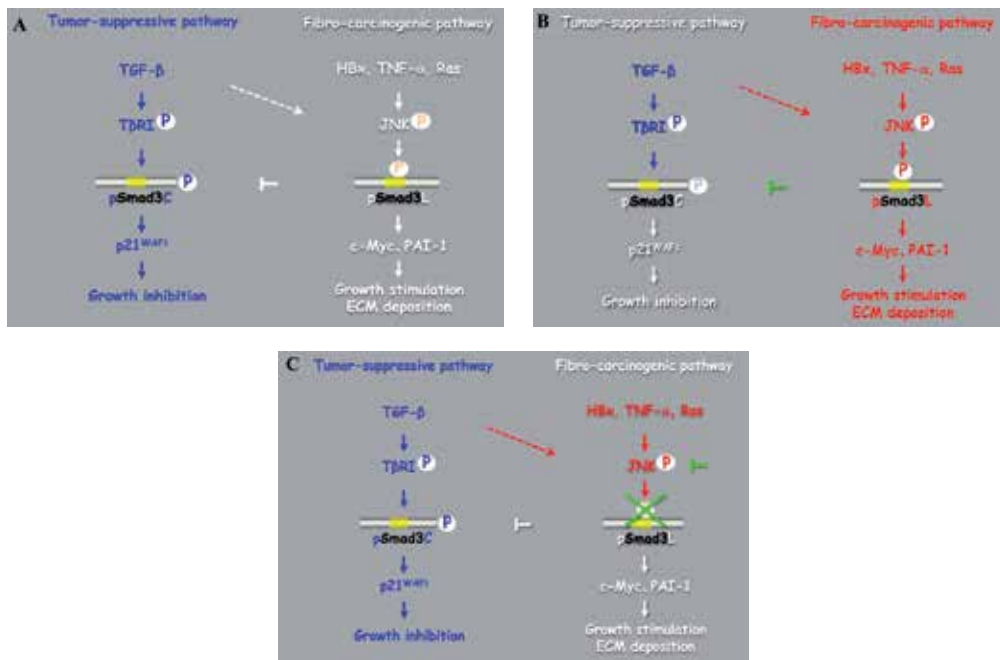 A
Tumor-suppressive pathway
Fibro-carcinogenic pathway
TGF-β
HBx, TNF-α, Ras
TβRI P
JNK P
P
P
pSmad3C
pSmad3L
p21WAF1
c-Myc, PAI-1
Growth inhibition
Growth stimulation
ECM deposition
B
Tumor-suppressive pathway
Fibro-carcinogenic pathway
TGF-β
HBx, TNF-α, Ras
TβRI P
JNK P
P
P
pSmad3C
pSmad3L
p21WAF1
c-Myc, PAI-1
Growth inhibition
Growth stimulation
ECM deposition
C
Tumor-suppressive pathway
Fibro-carcinogenic pathway
TGF-β
HBx, TNF-α, Ras
TβRI P
JNK P
P
pSmad3C
pSmad3L
p21WAF1
c-Myc, PAI-1
Growth inhibition
Growth stimulation
ECM deposition